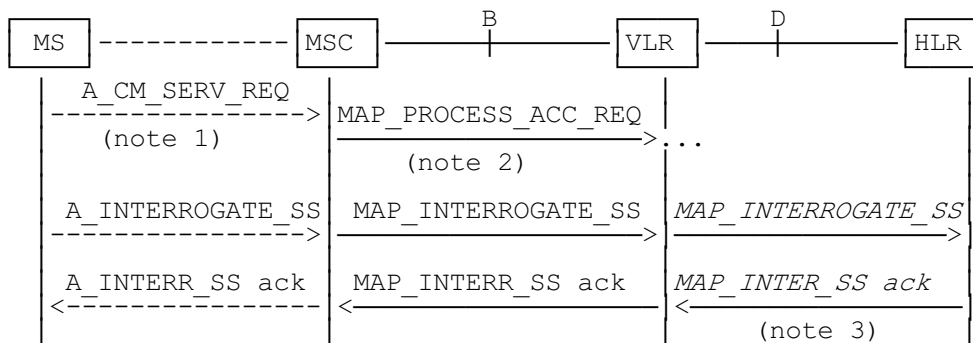 B D
MS MSC VLR HLR
A_CM_SERV_REQ
(note 1)
MAP_PROCESS_ACC_REQ
...
(note 2)
A_INTERROGATE_SS MAP_INTERROGATE_SS MAP_INTERROGATE_SS
A_INTERR_SS ack MAP_INTERR_SS ack MAP_INTER_SS ack
(note 3)